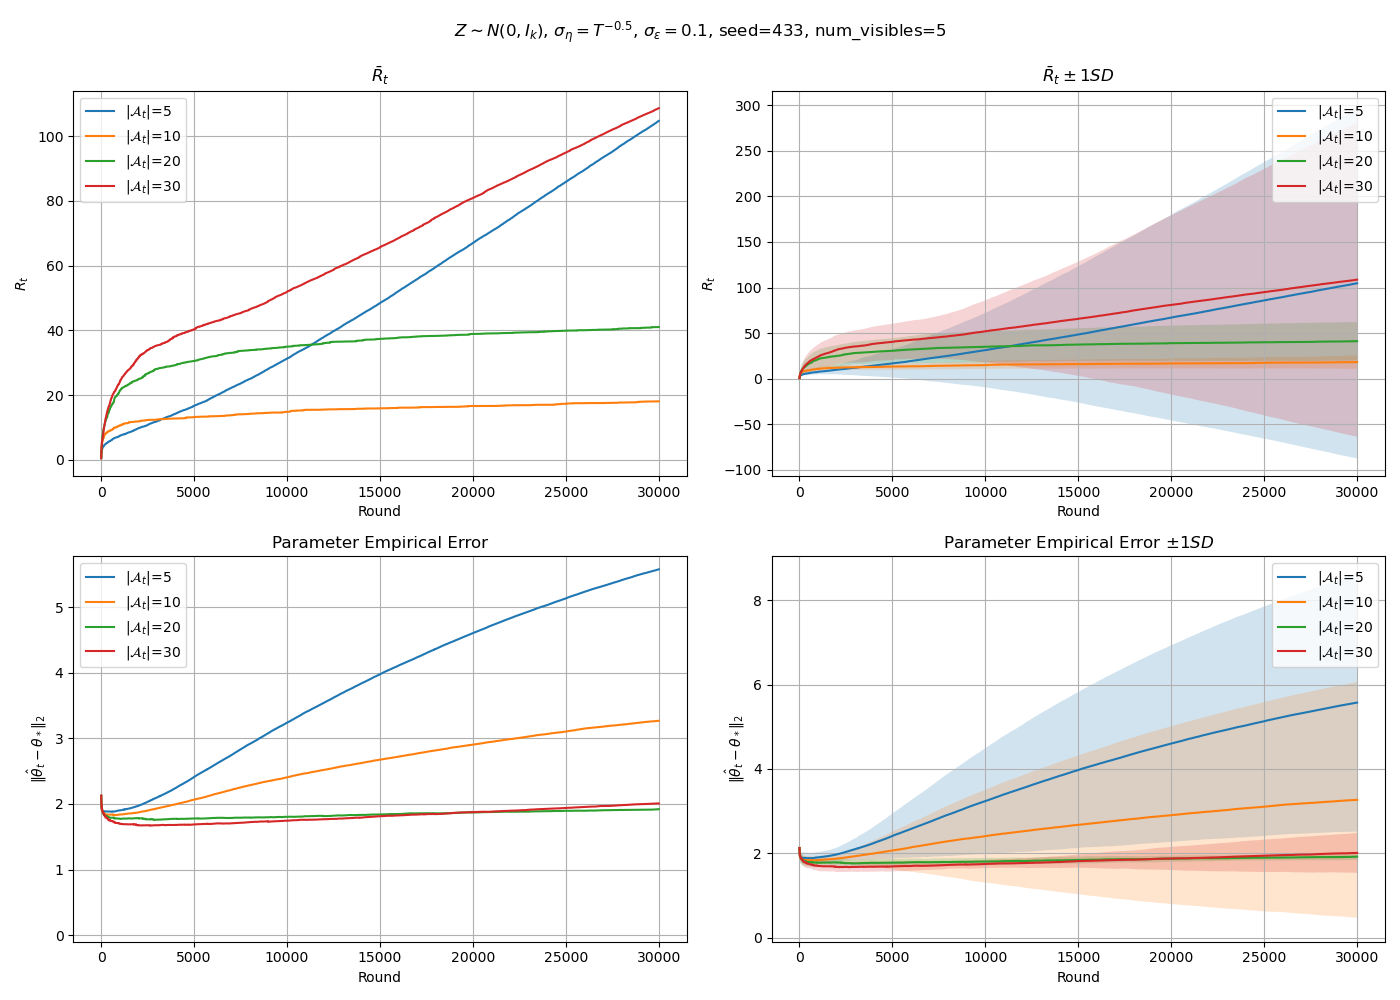 Z ∼ N(0, I_k), σ_η = T^{−0.5}, σ_ε = 0.1, seed=433, num_visibles=5
R̄_t
|𝒜_t|=5
|𝒜_t|=10
|𝒜_t|=20
|𝒜_t|=30
R_t
100
80
60
40
20
0
0 5000 10000 15000 20000 25000 30000
Round
R̄_t ± 1SD
|𝒜_t|=5
|𝒜_t|=10
|𝒜_t|=20
|𝒜_t|=30
R_t
300
250
200
150
100
50
0
−50
−100
0 5000 10000 15000 20000 25000 30000
Round
Parameter Empirical Error
|𝒜_t|=5
|𝒜_t|=10
|𝒜_t|=20
|𝒜_t|=30
‖θ̂_t − θ_*‖_2
5
4
3
2
1
0
0 5000 10000 15000 20000 25000 30000
Round
Parameter Empirical Error ±1SD
|𝒜_t|=5
|𝒜_t|=10
|𝒜_t|=20
|𝒜_t|=30
‖θ̂_t − θ_*‖_2
8
6
4
2
0
0 5000 10000 15000 20000 25000 30000
Round